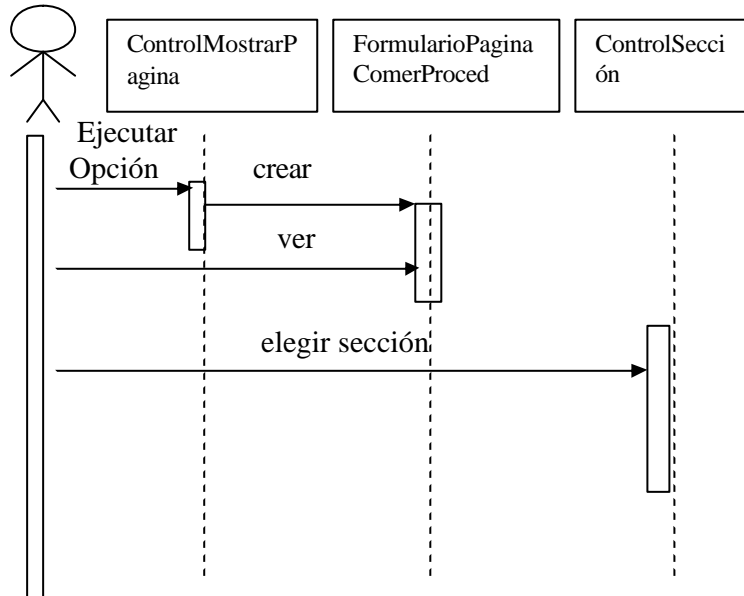 ControlMostrarP
agina
FormularioPagina
ComerProced
ControlSecci
ón
Ejecutar
Opción
crear
ver
elegir sección